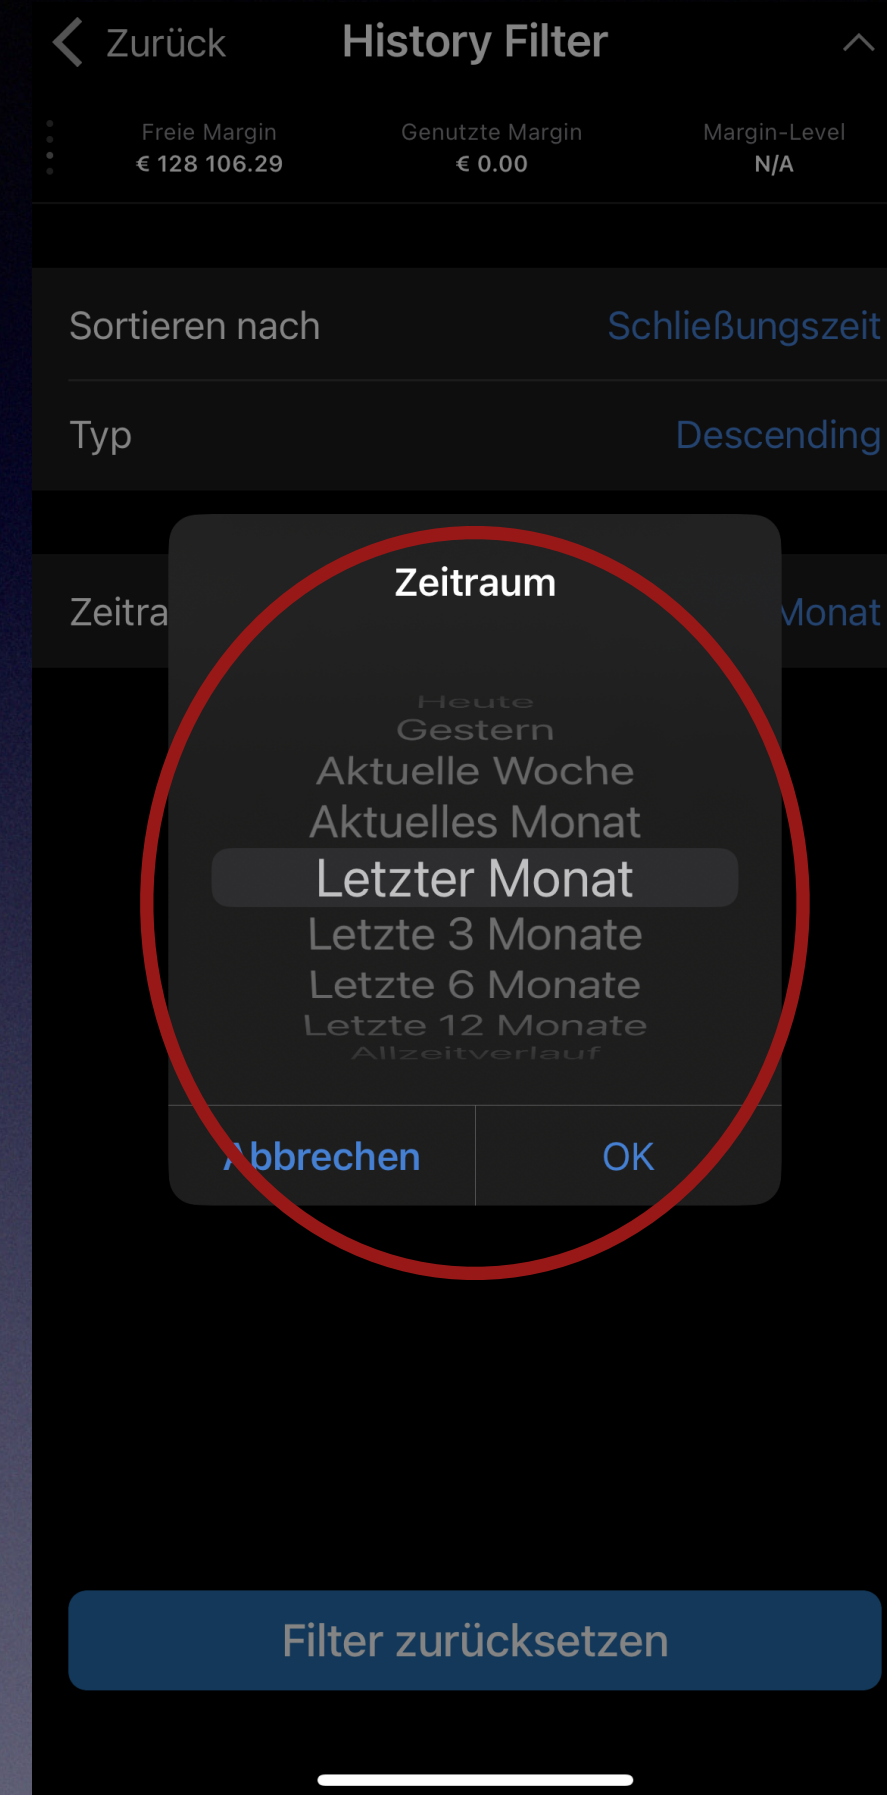 Zurück
History Filter
Freie Margin
Genutzte Margin
Margin-Level
€ 128 106.29
€ 0.00
N/A
Sortieren nach
Schließungszeit
Typ
Descending
Zeitraum
Zeitra
Monat
Heute
Gestern
Aktuelle Woche
Aktuelles Monat
Letzter Monat
Letzte 3 Monate
Letzte 6 Monate
Letzte 12 Monate
Allzeitverlauf
Abbrechen
OK
Filter zurücksetzen